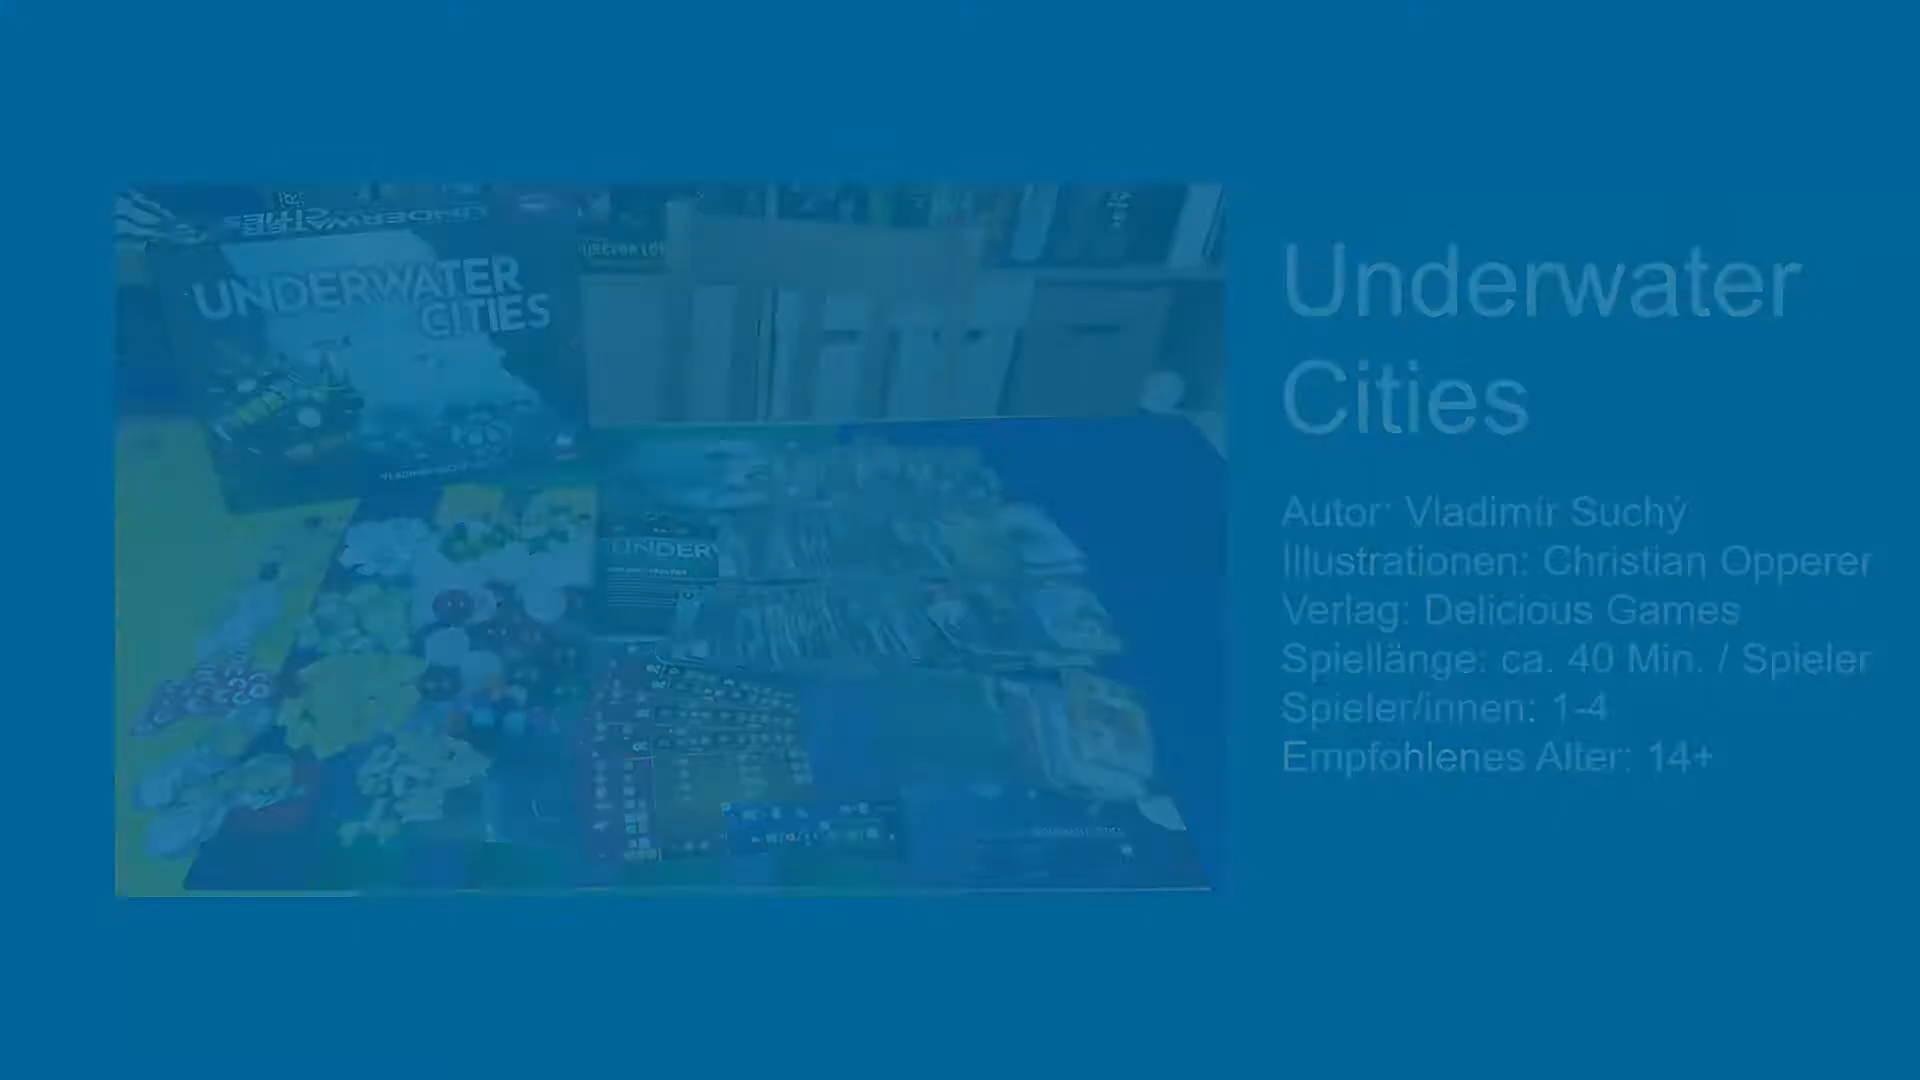 UNDERWATER
CITIES
UNDER
Underwater
Cities
Autor: Vladimír Suchý
Illustrationen: Christian Opperer
Verlag: Delicious Games
Spiellänge: ca. 40 Min. / Spieler
Spieler/innen: 1-4
Empfohlenes Alter: 14+